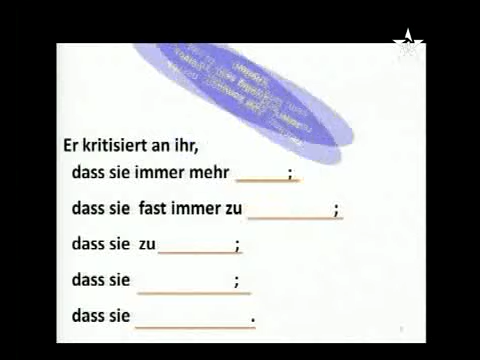 Er kritisiert an ihr,
dass sie immer mehr ______ ;
dass sie fast immer zu ________ ;
dass sie zu ________ ;
dass sie ________ ;
dass sie ________ .